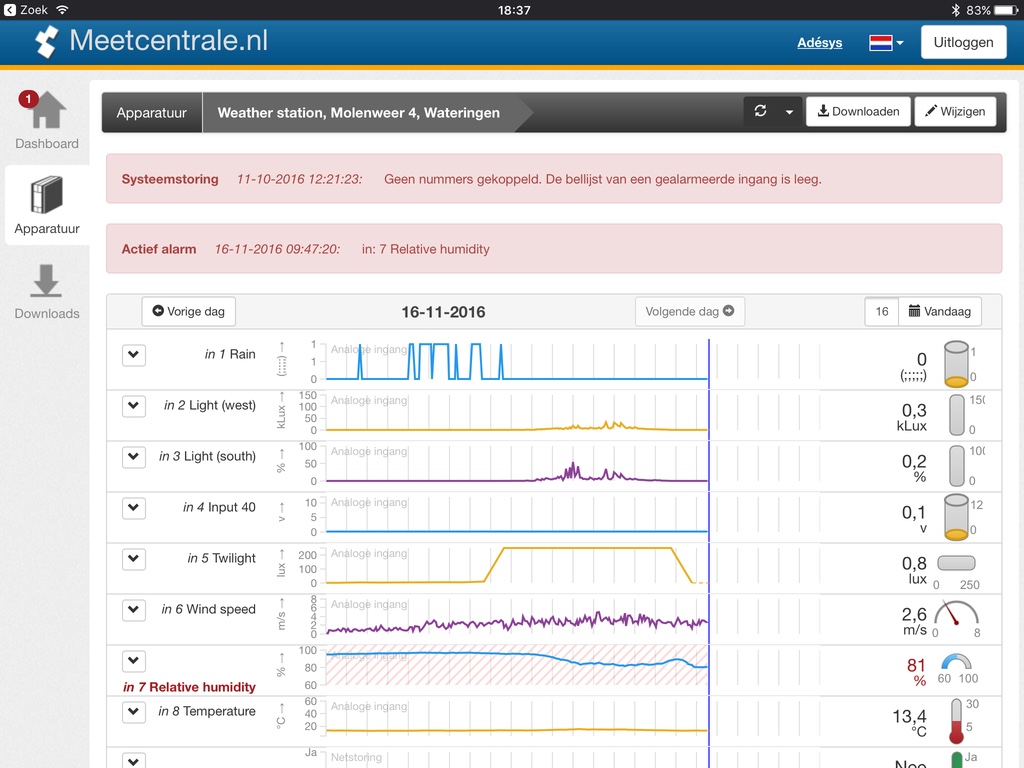 Zoek 18:37 83%
Meetcentrale.nl Adésys Uitloggen
1
Dashboard
Apparatuur
Downloads
Apparatuur Weather station, Molenweer 4, Wateringen Downloaden Wijzigen
Systeemstoring 11-10-2016 12:21:23: Geen nummers gekoppeld. De bellijst van een gealarmeerde ingang is leeg.
Actief alarm 16-11-2016 09:47:20: in: 7 Relative humidity
Vorige dag 16-11-2016 Volgende dag 16 Vandaag
in 1 Rain (;;;;;) → 1 1 0 Analoge ingang 0 (;;;;;) 1 0
in 2 Light (west) kLux → 150 100 50 0 Analoge ingang 0,3 kLux 150 0
in 3 Light (south) % → 100 50 0 Analoge ingang 0,2 % 100 0
in 4 Input 40 v → 10 5 0 Analoge ingang 0,1 v 12 0
in 5 Twilight lux → 200 100 0 Analoge ingang 0,8 lux 0 250
in 6 Wind speed m/s → 8 6 4 2 0 Analoge ingang 2,6 m/s 0 8
in 7 Relative humidity % → 100 80 60 Analoge ingang 81 % 60 100
in 8 Temperature °C → 60 40 20 Analoge ingang 13,4 °C 30 5
Ja Netstoring Nee Ja